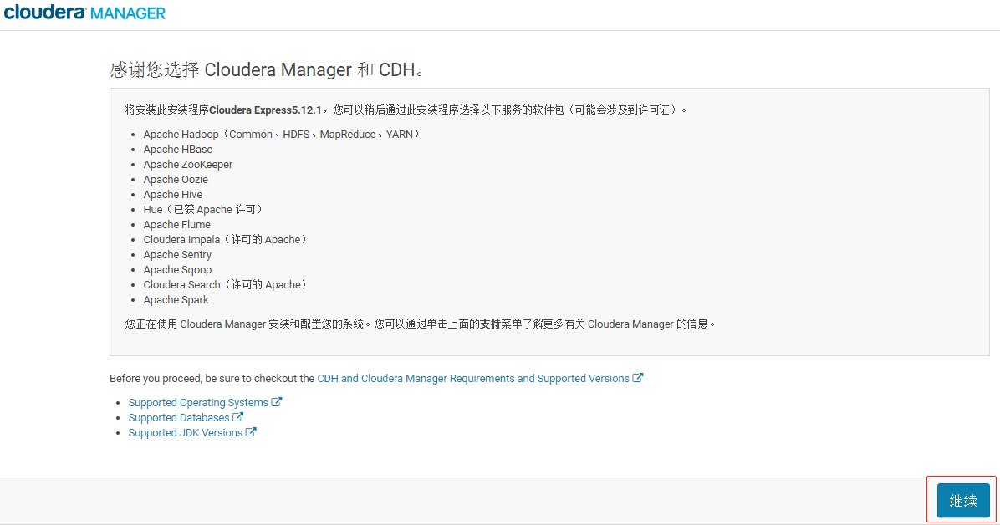 cloudera MANAGER
感谢您选择 Cloudera Manager 和 CDH。
将安装此安装程序Cloudera Express5.12.1，您可以稍后通过此安装程序选择以下服务的软件包（可能会涉及到许可证）。
Apache Hadoop（Common、HDFS、MapReduce、YARN）
Apache HBase
Apache ZooKeeper
Apache Oozie
Apache Hive
Hue（已获 Apache 许可）
Apache Flume
Cloudera Impala（许可的 Apache）
Apache Sentry
Apache Sqoop
Cloudera Search（许可的 Apache）
Apache Spark
您正在使用 Cloudera Manager 安装和配置您的系统。您可以通过单击上面的支持菜单了解更多有关 Cloudera Manager 的信息。
Before you proceed, be sure to checkout the CDH and Cloudera Manager Requirements and Supported Versions
Supported Operating Systems
Supported Databases
Supported JDK Versions
继续